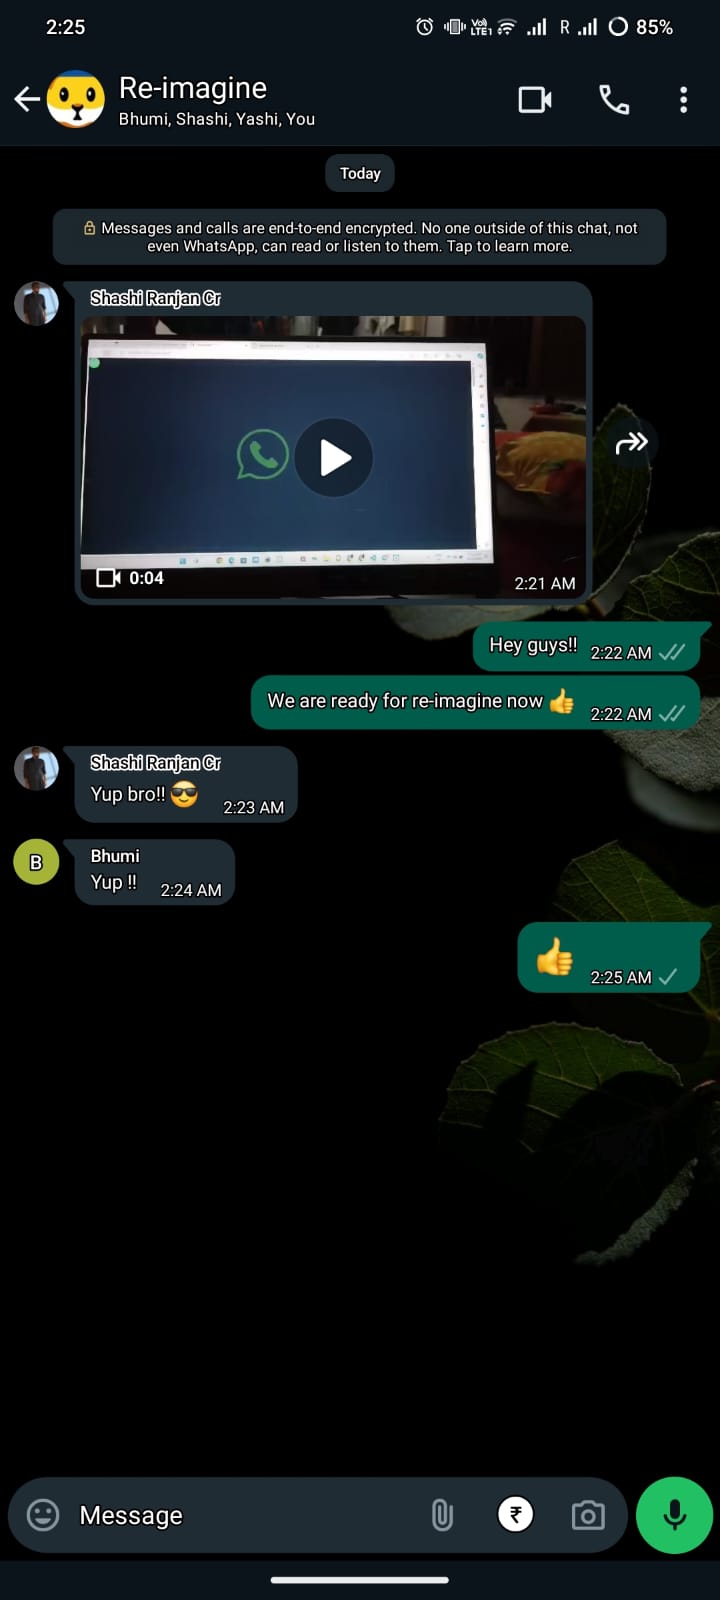 2:25
Vo)) LTE1 R 85%
Re-imagine
Bhumi, Shashi, Yashi, You
Today
Messages and calls are end-to-end encrypted. No one outside of this chat, not
even WhatsApp, can read or listen to them. Tap to learn more.
Shashi Ranjan Cr
0:04 2:21 AM
Hey guys!! 2:22 AM
We are ready for re-imagine now 👍 2:22 AM
Shashi Ranjan Cr
Yup bro!! 😎 2:23 AM
B
Bhumi
Yup !! 2:24 AM
👍 2:25 AM
Message ₹